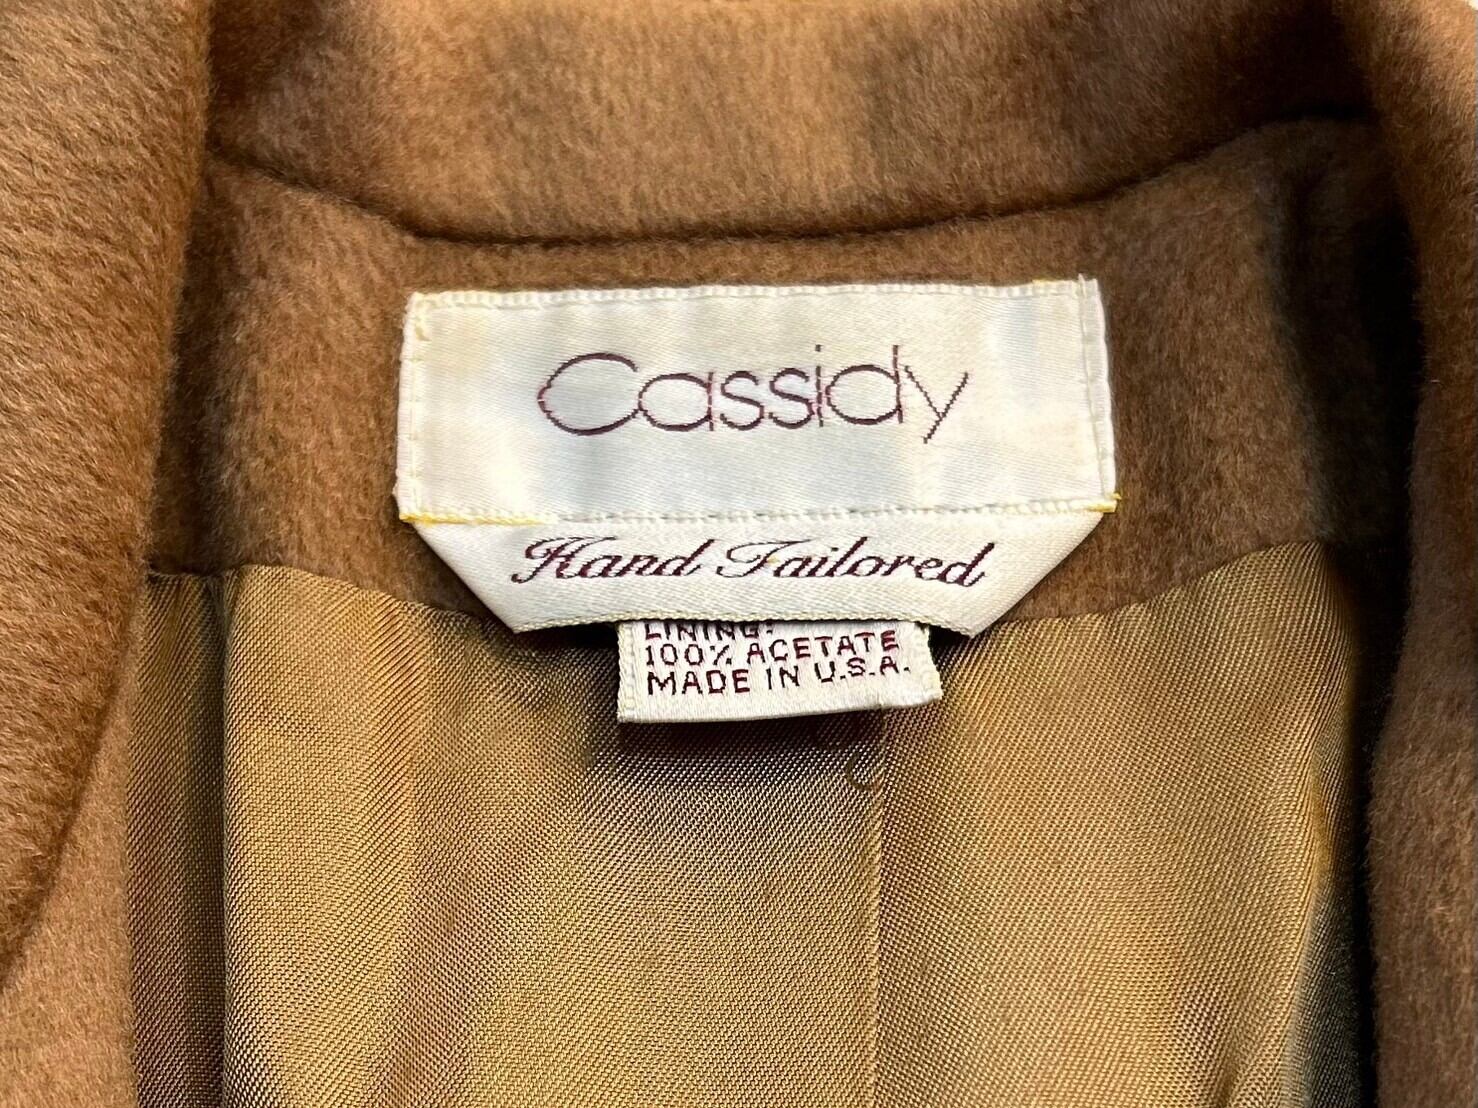 Cassidy
Hand Tailored
LINING:
100% ACETATE
MADE IN U.S.A.